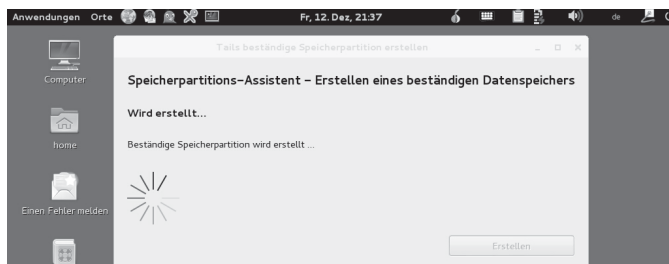 Anwendungen Orte Fr, 12. Dez, 21:37 de
Tails beständige Speicherpartition erstellen
Computer
Speicherpartitions-Assistent – Erstellen eines beständigen Datenspeichers
Wird erstellt...
home
Beständige Speicherpartition wird erstellt ...
Einen Fehler melden
Erstellen